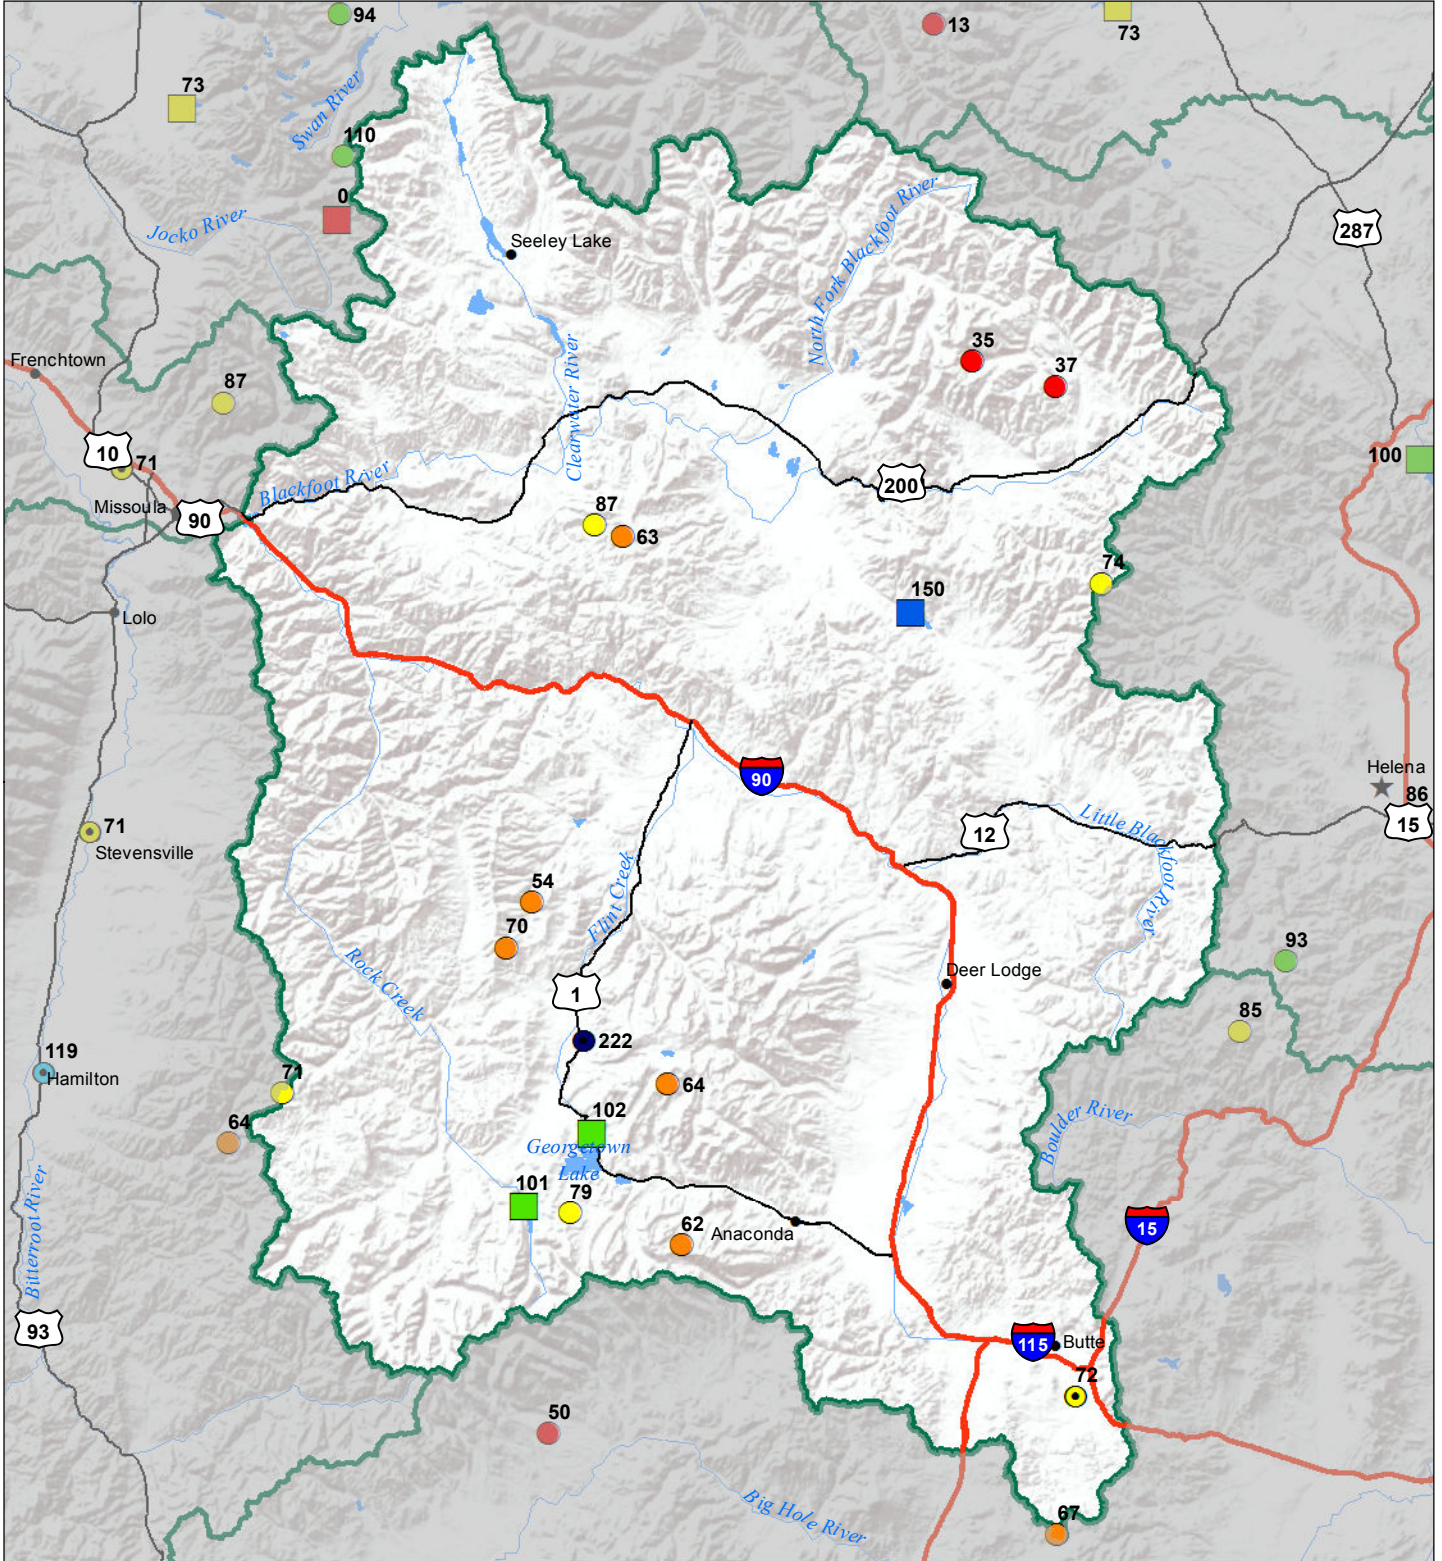 94
13
73
73
Swan River
110
0
Jocko River
287
Seeley Lake
North Fork Blackfoot River
Frenchtown
87
35
37
Clearwater River
10
71
100
Blackfoot River
200
Missoula
90
87
63
74
150
Lolo
90
Helena
86
15
12
Little Blackfoot River
71
Stevensville
54
Flint Creek
70
93
Rock Creek
Deer Lodge
1
85
222
119
Hamilton
71
64
64
102
Boulder River
Georgetown
Lake
101
79
Bitterroot River
62
Anaconda
15
93
115
Butte
72
50
Big Hole River
67